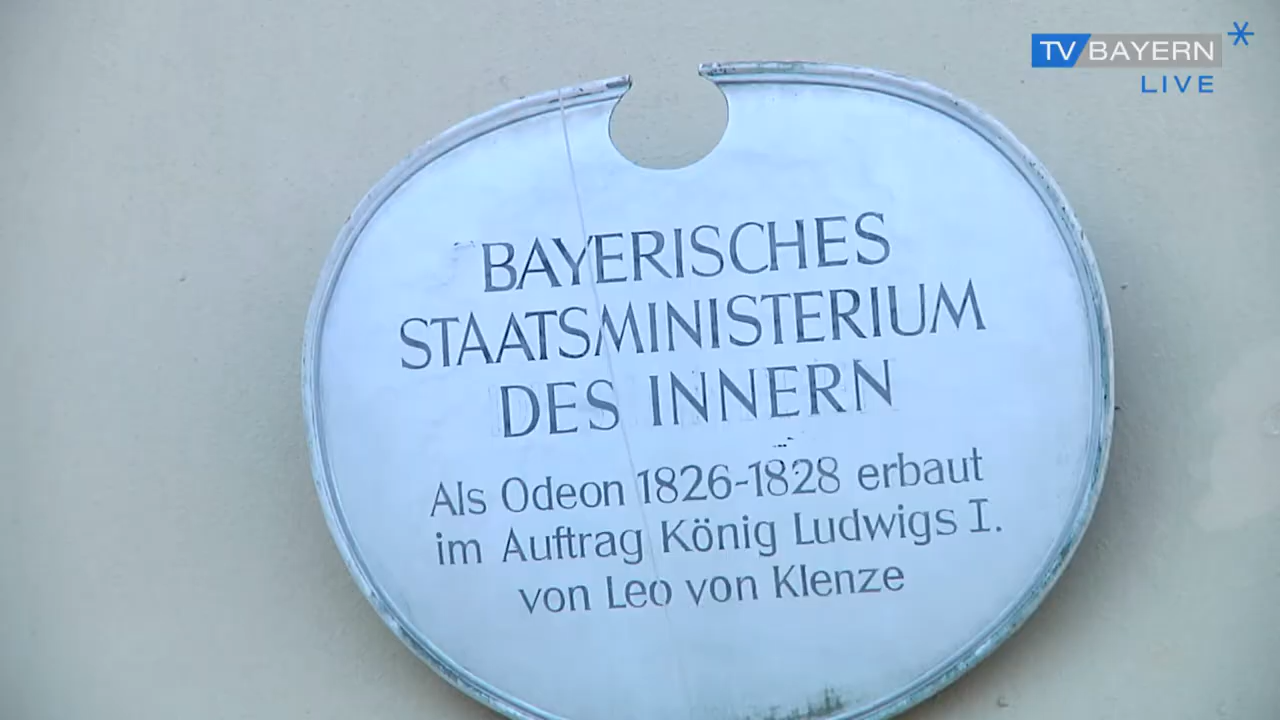 TV BAYERN
LIVE
BAYERISCHES
STAATSMINISTERIUM
DES INNERN
Als Odeon 1826-1828 erbaut
im Auftrag König Ludwigs I.
von Leo von Klenze